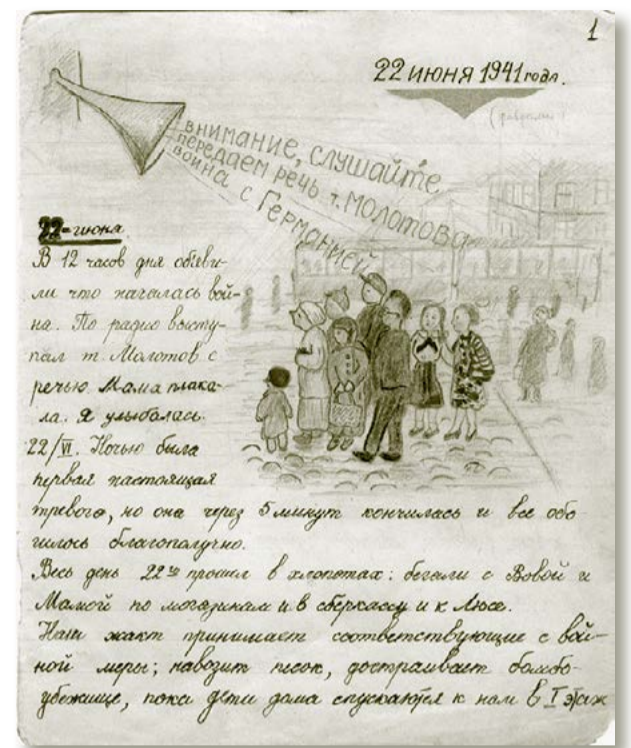 1
22 июня 1941 года.
внимание, слушайте
передаем речь т. Молотова
война с Германией
22-июня.
В 12 часов дня объеви-
ли что началась вой-
на. По радио высту-
пал т. Молотов с
речью. Мама плака-
ла. Я улыбалась.
22/VI. Ночью была
первая настоящая
тревога, но она через 5 минут кончилась и все обо
шлось благополучно.
Весь день 22го прошел в хлопотах: бегали с Вовой и
Мамой по магазинам и в сберкассу и к Люсе.
Наш жакт принимает соответствующие с вой-
ной меры; навозит песок, достраивает бомбо-
убежище, пока дети дома спускаются к нам в I этаж